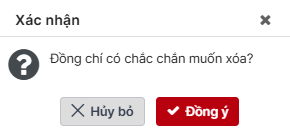 Xác nhận
Đồng chí có chắc chắn muốn xóa?
Hủy bỏ
Đồng ý